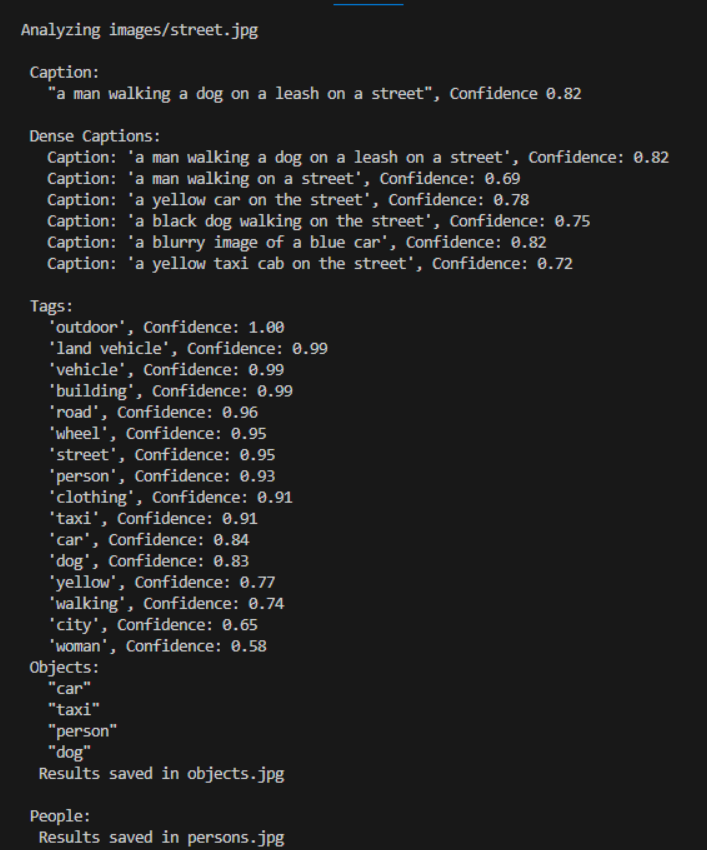 Analyzing images/street.jpg
Caption:
"a man walking a dog on a leash on a street", Confidence 0.82
Dense Captions:
Caption: 'a man walking a dog on a leash on a street', Confidence: 0.82
Caption: 'a man walking on a street', Confidence: 0.69
Caption: 'a yellow car on the street', Confidence: 0.78
Caption: 'a black dog walking on the street', Confidence: 0.75
Caption: 'a blurry image of a blue car', Confidence: 0.82
Caption: 'a yellow taxi cab on the street', Confidence: 0.72
Tags:
'outdoor', Confidence: 1.00
'land vehicle', Confidence: 0.99
'vehicle', Confidence: 0.99
'building', Confidence: 0.99
'road', Confidence: 0.96
'wheel', Confidence: 0.95
'street', Confidence: 0.95
'person', Confidence: 0.93
'clothing', Confidence: 0.91
'taxi', Confidence: 0.91
'car', Confidence: 0.84
'dog', Confidence: 0.83
'yellow', Confidence: 0.77
'walking', Confidence: 0.74
'city', Confidence: 0.65
'woman', Confidence: 0.58
Objects:
"car"
"taxi"
"person"
"dog"
Results saved in objects.jpg
People:
Results saved in persons.jpg